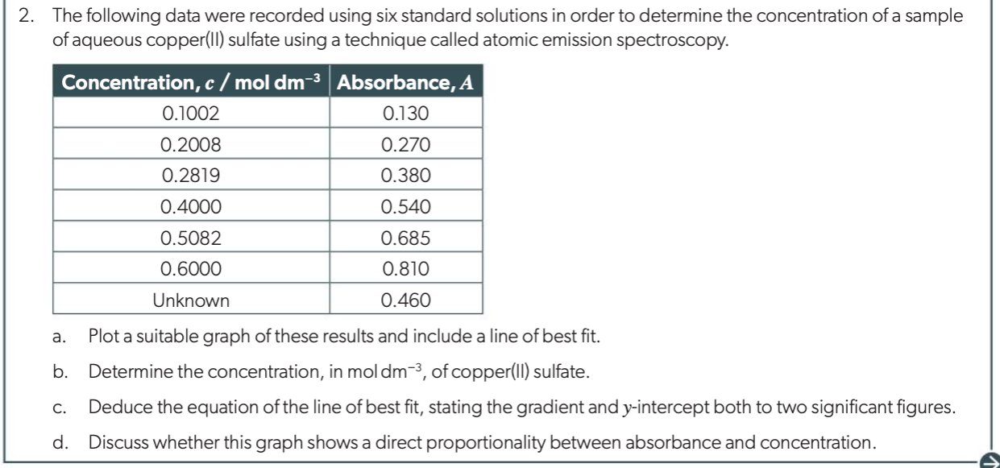 2. The following data were recorded using six standard solutions in order to determine the concentration of a sample
of aqueous copper(II) sulfate using a technique called atomic emission spectroscopy.
Concentration, c / mol dm⁻³ Absorbance, A
0.1002 0.130
0.2008 0.270
0.2819 0.380
0.4000 0.540
0.5082 0.685
0.6000 0.810
Unknown 0.460
a. Plot a suitable graph of these results and include a line of best fit.
b. Determine the concentration, in mol dm⁻³, of copper(II) sulfate.
c. Deduce the equation of the line of best fit, stating the gradient and y-intercept both to two significant figures.
d. Discuss whether this graph shows a direct proportionality between absorbance and concentration.